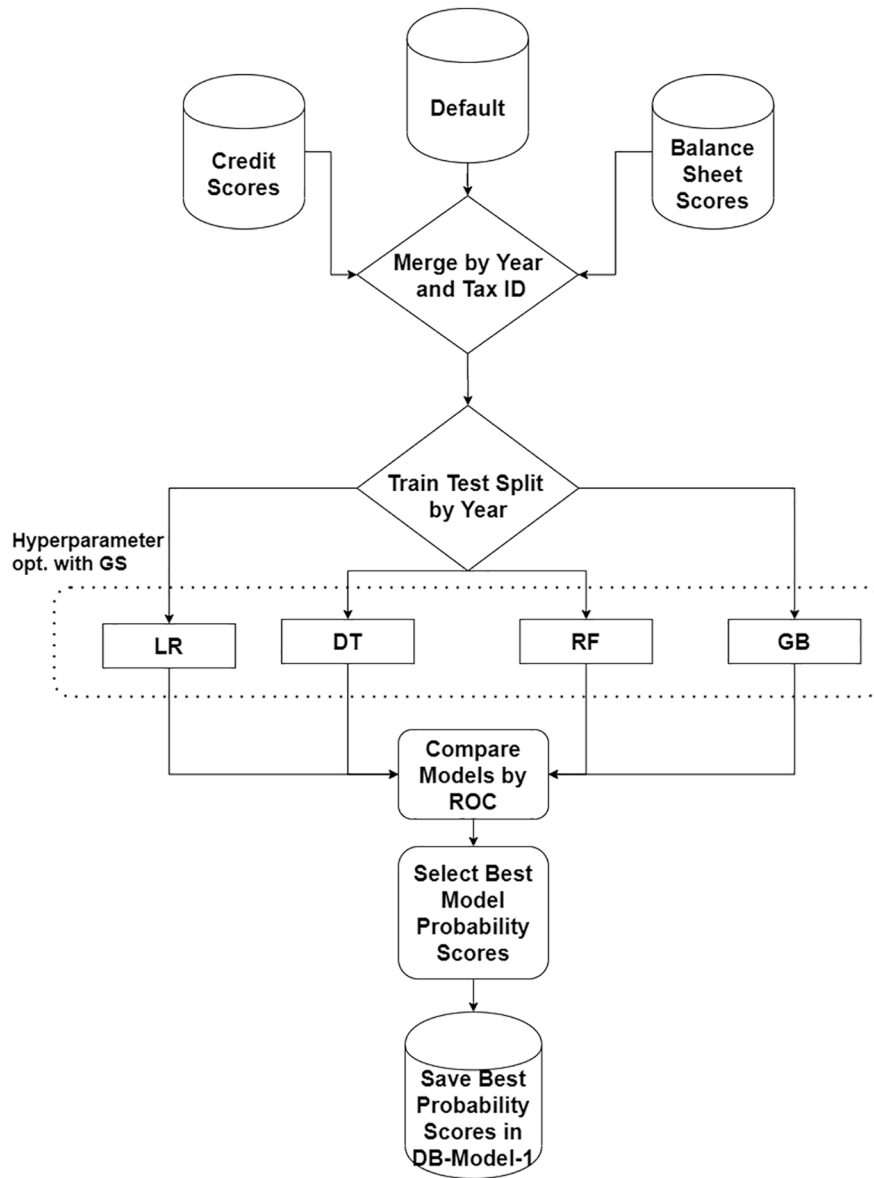 Default
Credit
Scores
Balance
Sheet
Scores
Merge by Year
and Tax ID
Train Test Split
by Year
Hyperparameter
opt. with GS
LR
DT
RF
GB
Compare
Models by
ROC
Select Best
Model
Probability
Scores
Save Best
Probability
Scores in
DB-Model-1